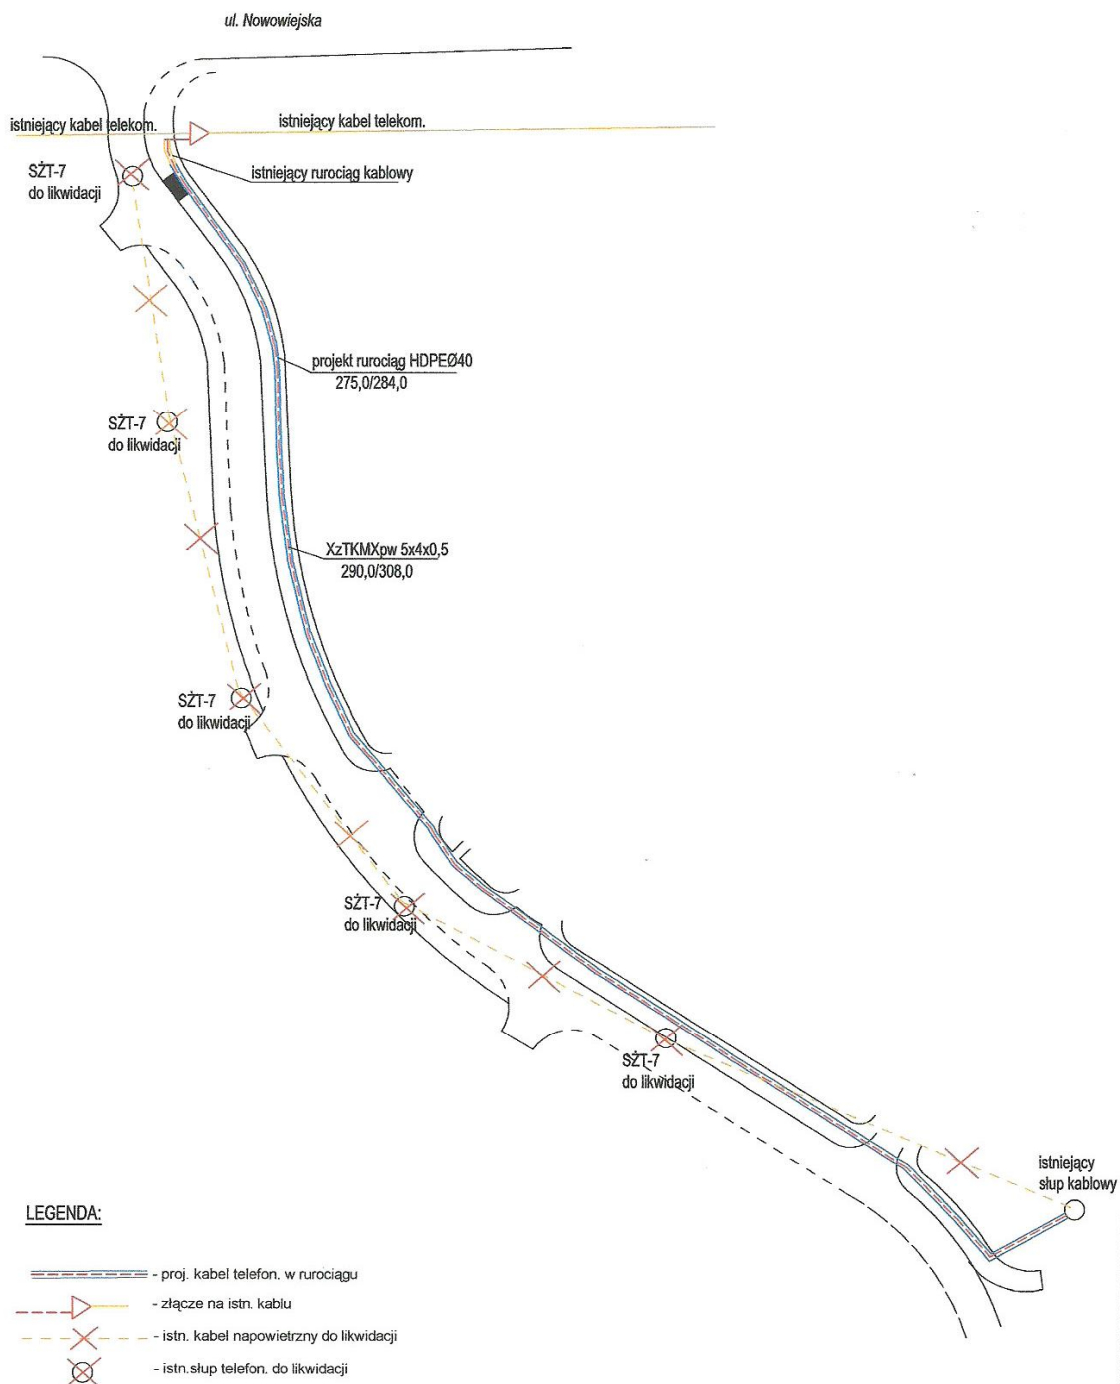 ul. Nowowiejska
istniejący kabel telekom.
istniejący kabel telekom.
SŻT-7
do likwidacji
istniejący rurociąg kablowy
projekt rurociąg HDPEØ40
275,0/284,0
SŻT-7
do likwidacji
XzTKMXpw 5x4x0,5
290,0/308,0
SŻT-7
do likwidacji
SŻT-7
do likwidacji
SŻT-7
do likwidacji
istniejący
słup kablowy
LEGENDA:
- proj. kabel telefon. w rurociągu
- złącze na istn. kablu
- istn. kabel napowietrzny do likwidacji
- istn.słup telefon. do likwidacji